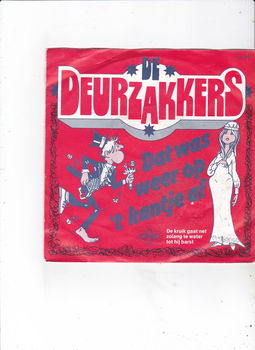 DE
DEURZAKKERS
Dat was
weer op
't kantje af
De kruik gaat net
zolang te water
tot hij barst